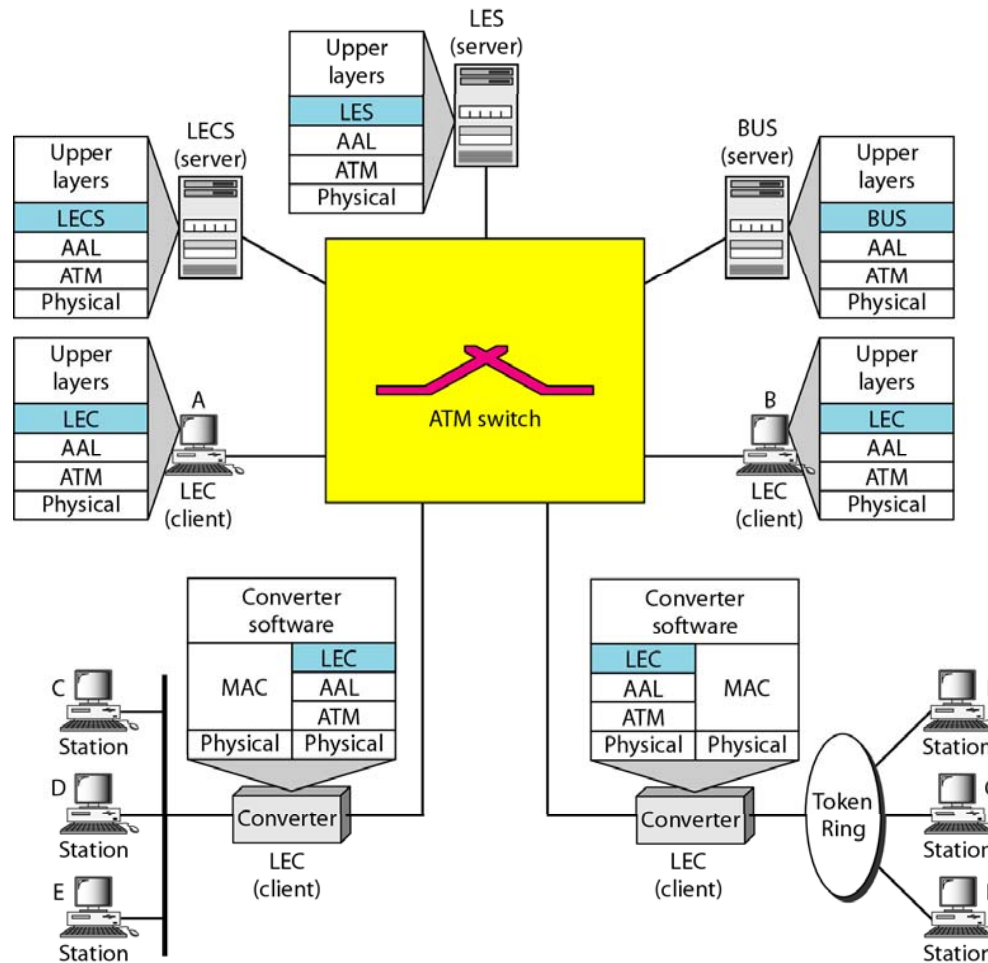 LES
(server)
Upper
layers
LES
AAL
ATM
Physical
LECS
(server)
Upper
layers
LECS
AAL
ATM
Physical
BUS
(server)
Upper
layers
BUS
AAL
ATM
Physical
Upper
layers
LEC
AAL
ATM
Physical
A
LEC
(client)
ATM switch
B
LEC
(client)
Upper
layers
LEC
AAL
ATM
Physical
Converter
software
MAC
LEC
AAL
ATM
Physical
Physical
Converter
software
LEC
AAL
ATM
MAC
Physical
Physical
C
Station
D
Station
E
Station
Converter
LEC
(client)
Converter
LEC
(client)
Token
Ring
Station
Station
Station